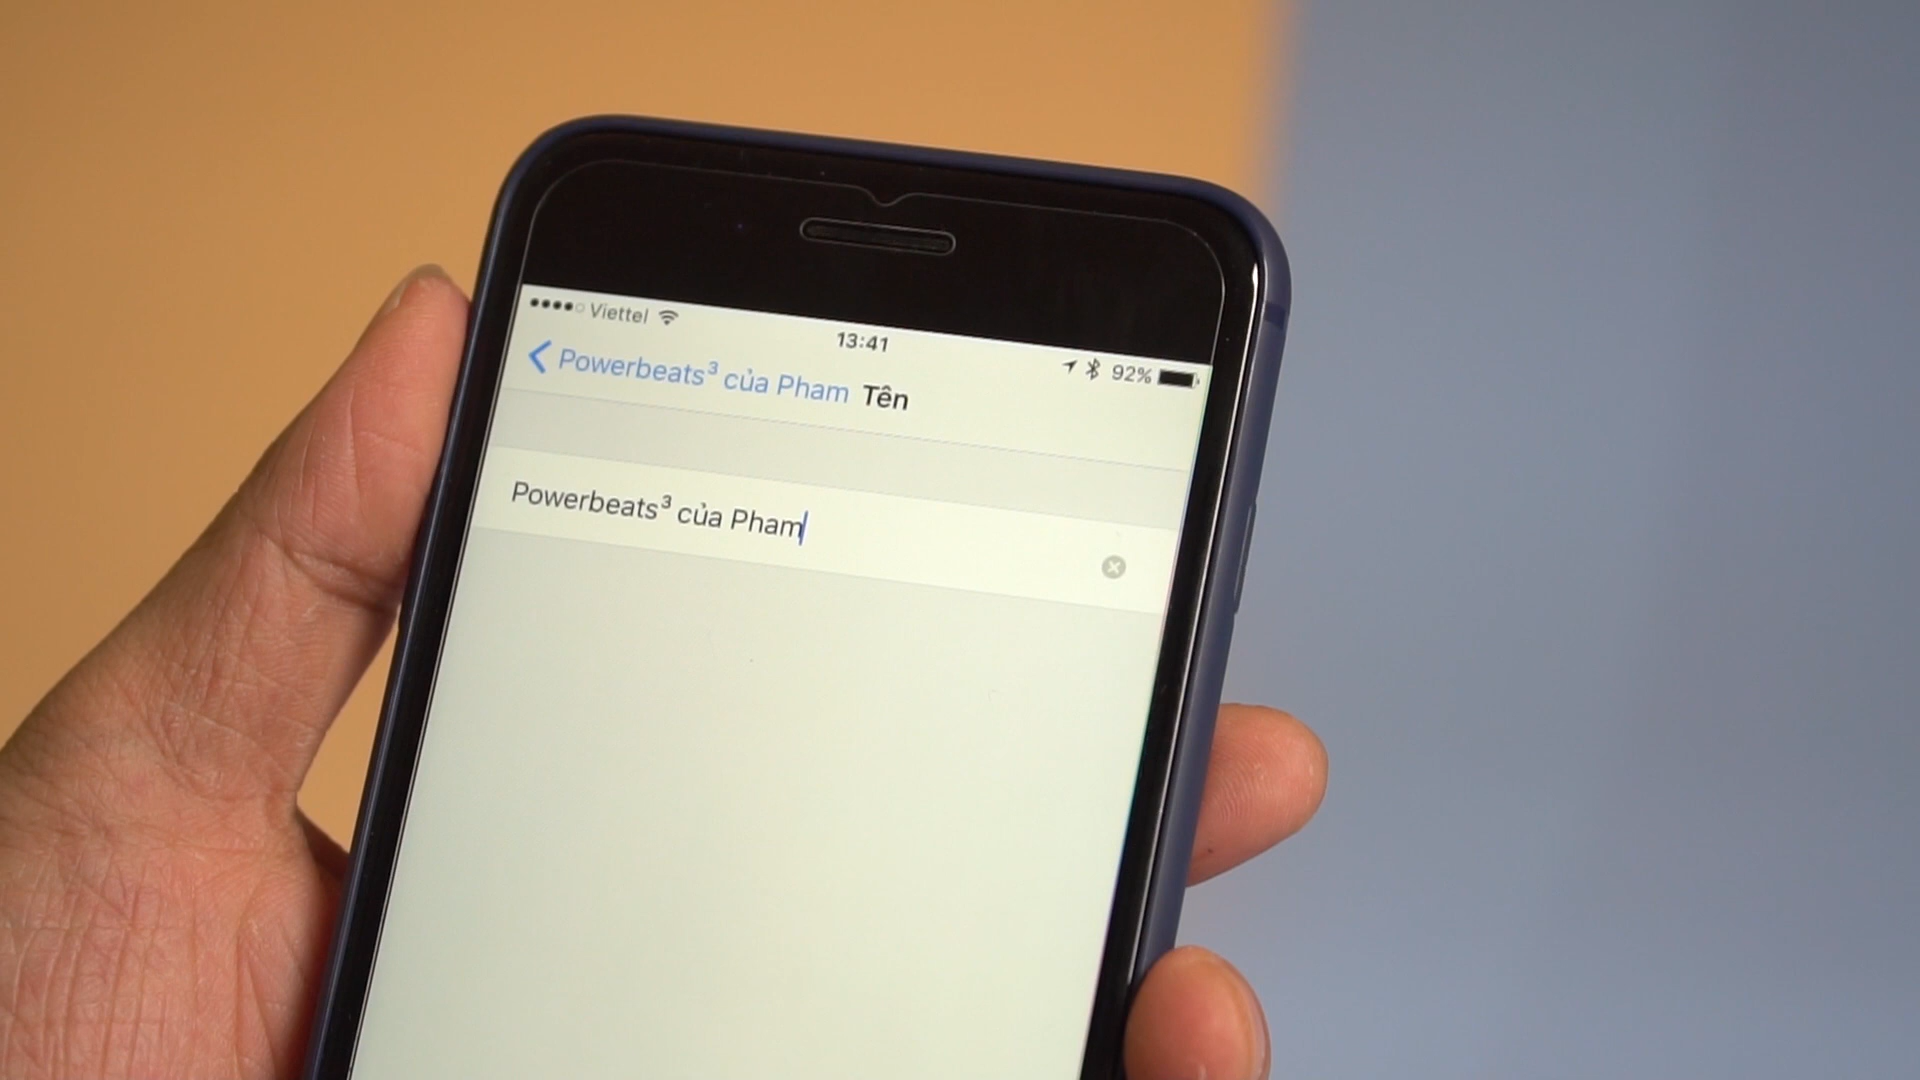 Viettel
13:41
92%
Powerbeats³ của Pham Tên
Powerbeats³ của Pham